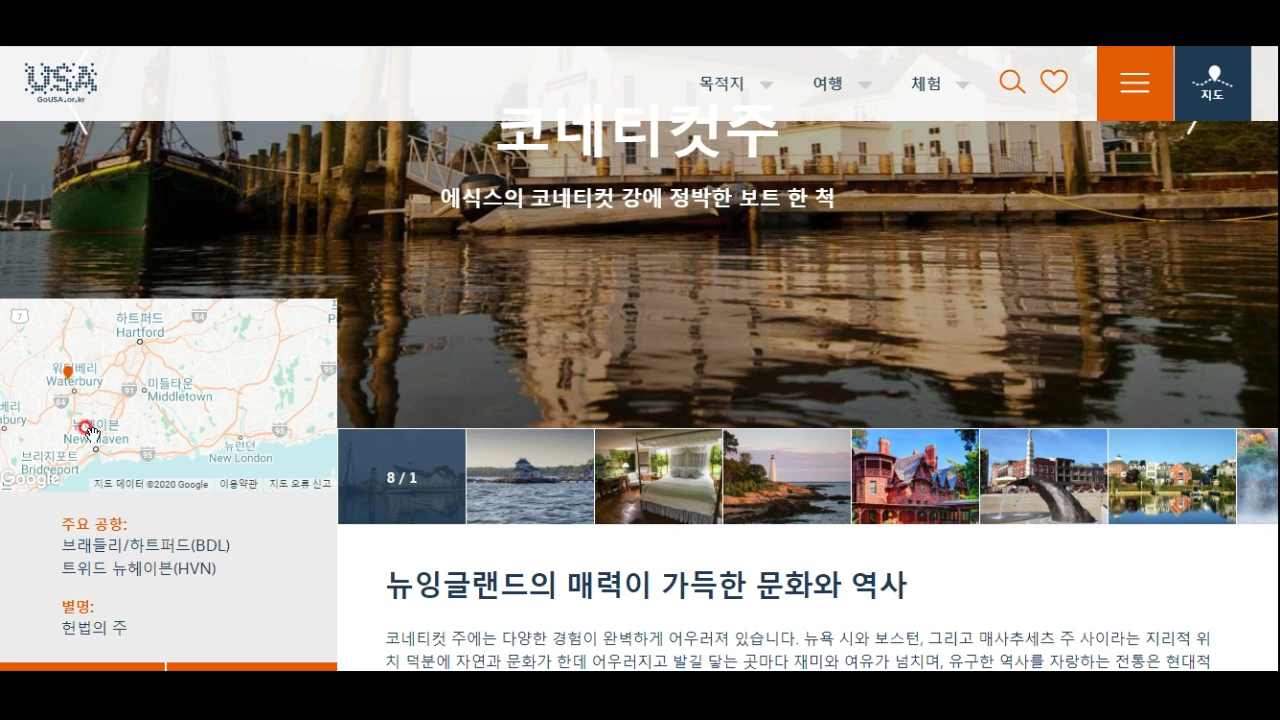 USA
GoUSA.or.kr
목적지
여행
체험
지도
코네티컷주
에식스의 코네티컷 강에 정박한 보트 한 척
7
하트퍼드
Hartford
84
워터베리
Waterbury
84
91
미들타운
Middletown
95
베리
nbury
뉴헤이븐
New Haven
95
뉴런던
New London
95
브리지포트
Bridgeport
Google
지도 데이터 ©2020 Google 이용약관 지도 오류 신고
8 / 1
주요 공항:
브래들리/하트퍼드(BDL)
트위드 뉴헤이븐(HVN)
별명:
헌법의 주
뉴잉글랜드의 매력이 가득한 문화와 역사
코네티컷 주에는 다양한 경험이 완벽하게 어우러져 있습니다. 뉴욕 시와 보스턴, 그리고 매사추세츠 주 사이라는 지리적 위
치 덕분에 자연과 문화가 한데 어우러지고 발길 닿는 곳마다 재미와 여유가 넘치며, 유구한 역사를 자랑하는 전통은 현대적